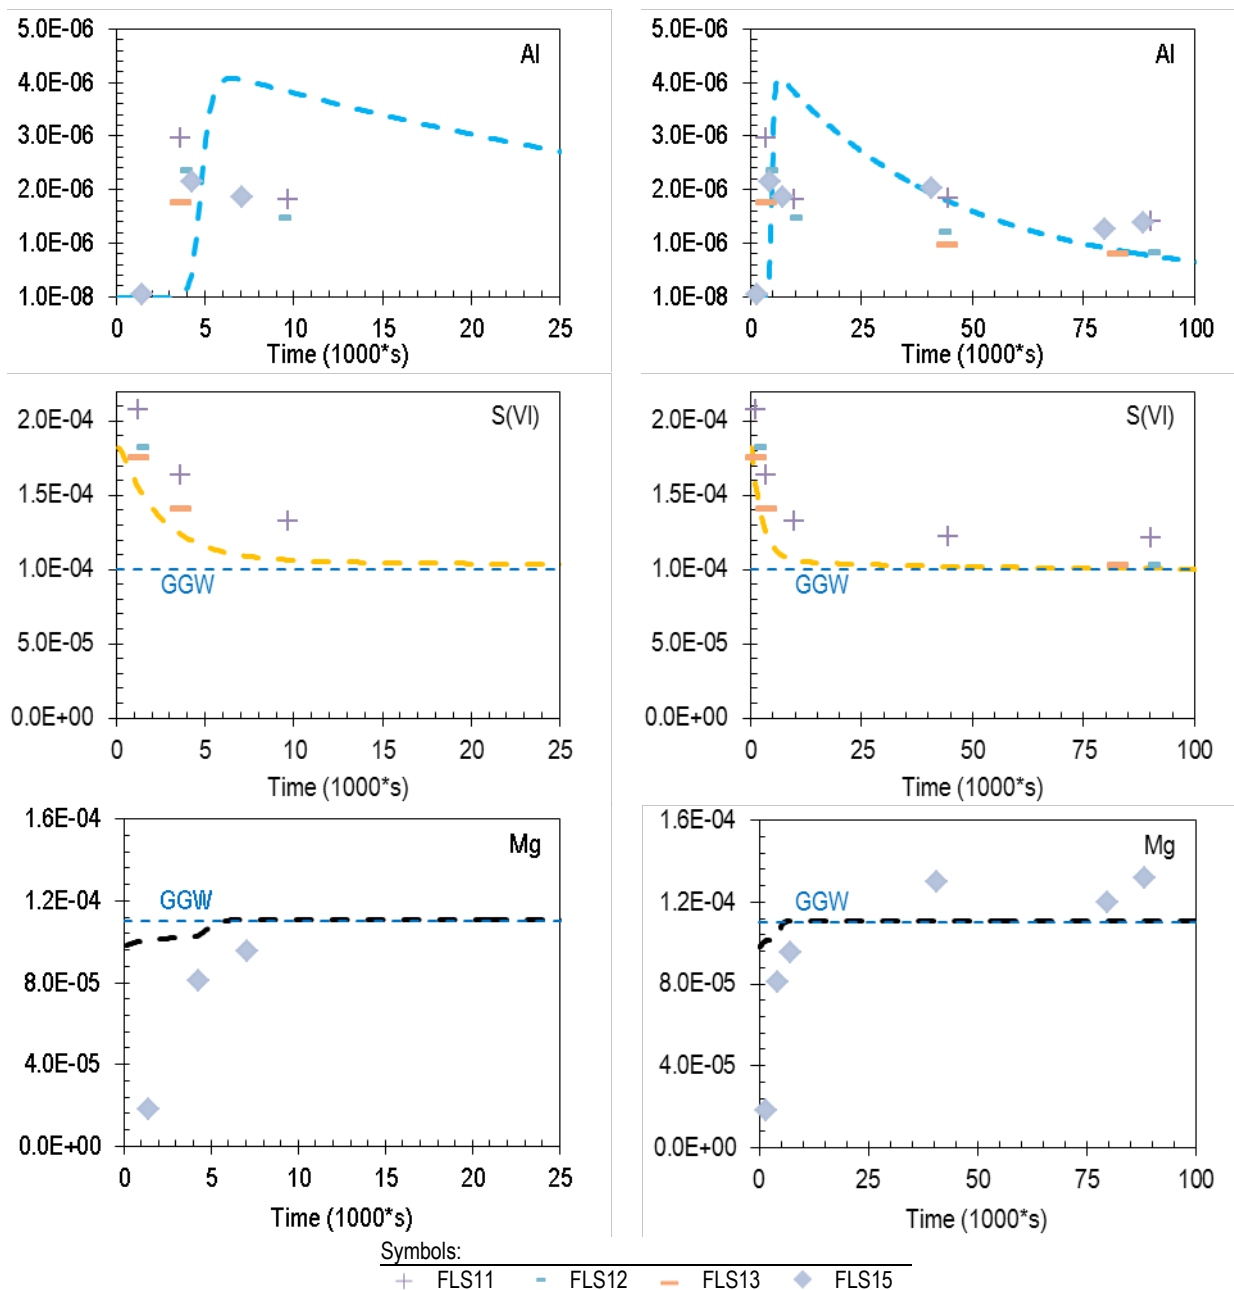 5.0E-06
Al
4.0E-06
3.0E-06
2.0E-06
1.0E-06
1.0E-08
0 5 10 15 20 25
Time (1000*s)
5.0E-06
Al
4.0E-06
3.0E-06
2.0E-06
1.0E-06
1.0E-08
0 25 50 75 100
Time (1000*s)
S(VI)
2.0E-04
1.5E-04
1.0E-04
GGW
5.0E-05
0.0E+00
0 5 10 15 20 25
Time (1000*s)
S(VI)
2.0E-04
1.5E-04
1.0E-04
GGW
5.0E-05
0.0E+00
0 25 50 75 100
Time (1000*s)
1.6E-04
Mg
1.2E-04
GGW
8.0E-05
4.0E-05
0.0E+00
0 5 10 15 20 25
Time (1000*s)
1.6E-04
Mg
1.2E-04
GGW
8.0E-05
4.0E-05
0.0E+00
0 25 50 75 100
Time (1000*s)
Symbols:
FLS11 FLS12 FLS13 FLS15